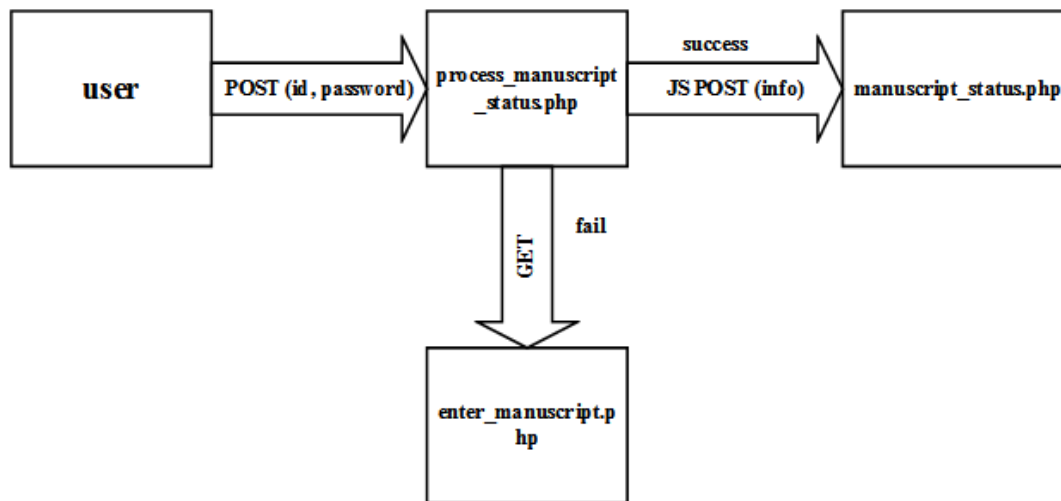 success
user
POST (id, password)
process_manuscript
_status.php
JS POST (info)
manuscript_status.php
GET
fail
enter_manuscript.p
hp